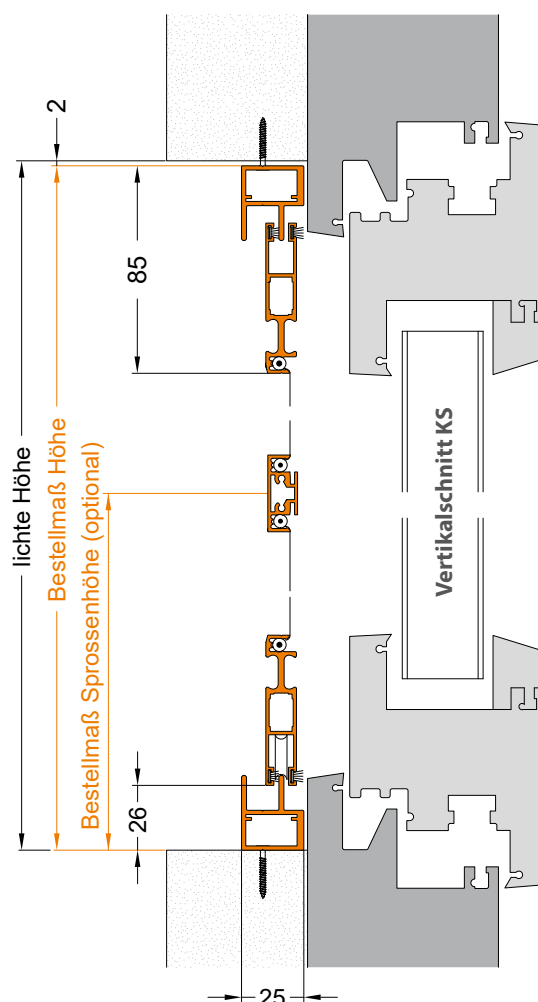 2
lichte Höhe
Bestellmaß Höhe
Bestellmaß Sprossenhöhe (optional)
85
26
25
Vertikalschnitt KS